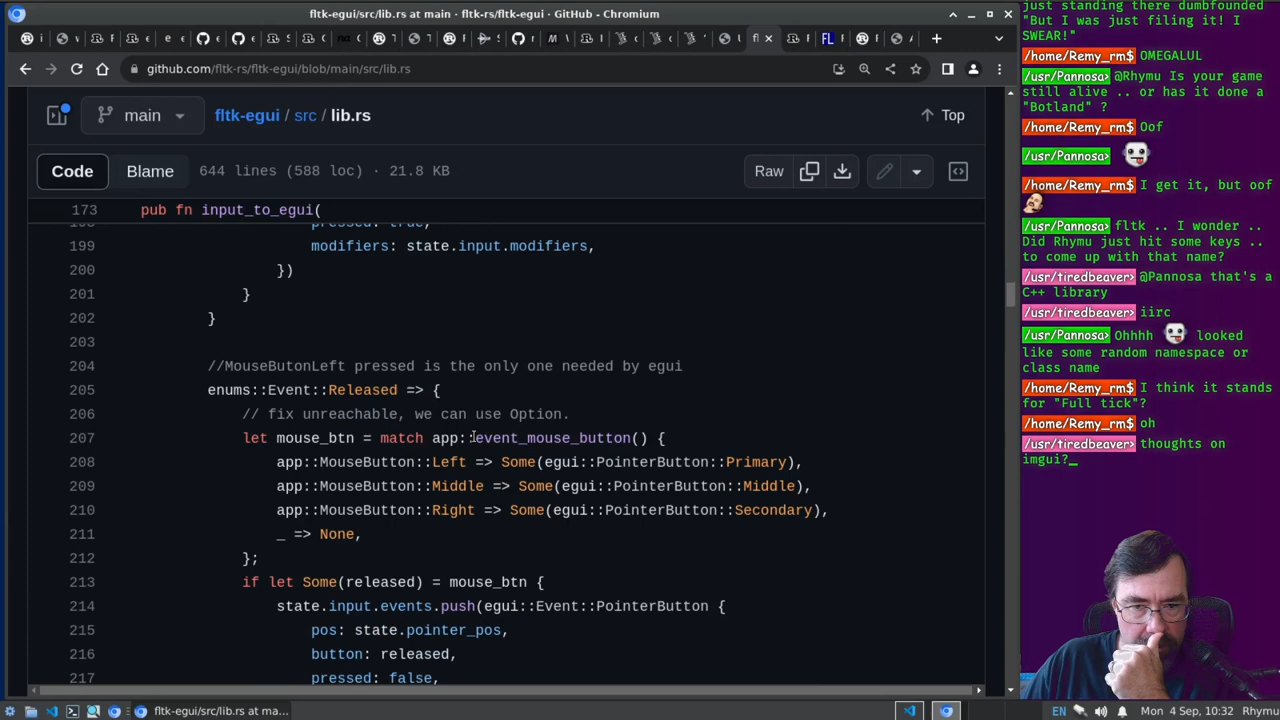 fltk-egui/src/lib.rs at main · fltk-rs/fltk-egui · GitHub - Chromium
github.com/fltk-rs/fltk-egui/blob/main/src/lib.rs
main
fltk-egui / src / lib.rs
Top
Code
Blame
644 lines (588 loc) · 21.8 KB
Raw
173 pub fn input_to_egui(
199 modifiers: state.input.modifiers,
200 })
201 }
202 }
203
204 //MouseButonLeft pressed is the only one needed by egui
205 enums::Event::Released => {
206 // fix unreachable, we can use Option.
207 let mouse_btn = match app::event_mouse_button() {
208 app::MouseButton::Left => Some(egui::PointerButton::Primary),
209 app::MouseButton::Middle => Some(egui::PointerButton::Middle),
210 app::MouseButton::Right => Some(egui::PointerButton::Secondary),
211 _ => None,
212 };
213 if let Some(released) = mouse_btn {
214 state.input.events.push(egui::Event::PointerButton {
215 pos: state.pointer_pos,
216 button: released,
217 pressed: false,
just standing there dumbfounded
"But I was just filing it! I
SWEAR!"
/home/Remy_rm$ OMEGALUL
/usr/Pannosa> @Rhymu Is your game
still alive .. or has it done a
"Botland" ?
/home/Remy_rm$ Oof
/usr/Pannosa>
/home/Remy_rm$ I get it, but oof
/usr/Pannosa> fltk .. I wonder ..
Did Rhymu just hit some keys ..
to come up with that name?
/usr/tiredbeaver> @Pannosa that's a
C++ library
/usr/tiredbeaver> iirc
/usr/Pannosa> Ohhhh looked
like some random namespace or
class name
/home/Remy_rm$ I think it stands
for "Full tick"?
/home/Remy_rm$ oh
/usr/tiredbeaver> thoughts on
imgui?_
fltk-egui/src/lib.rs at ma...
EN
Mon 4 Sep, 10:32
Rhymu